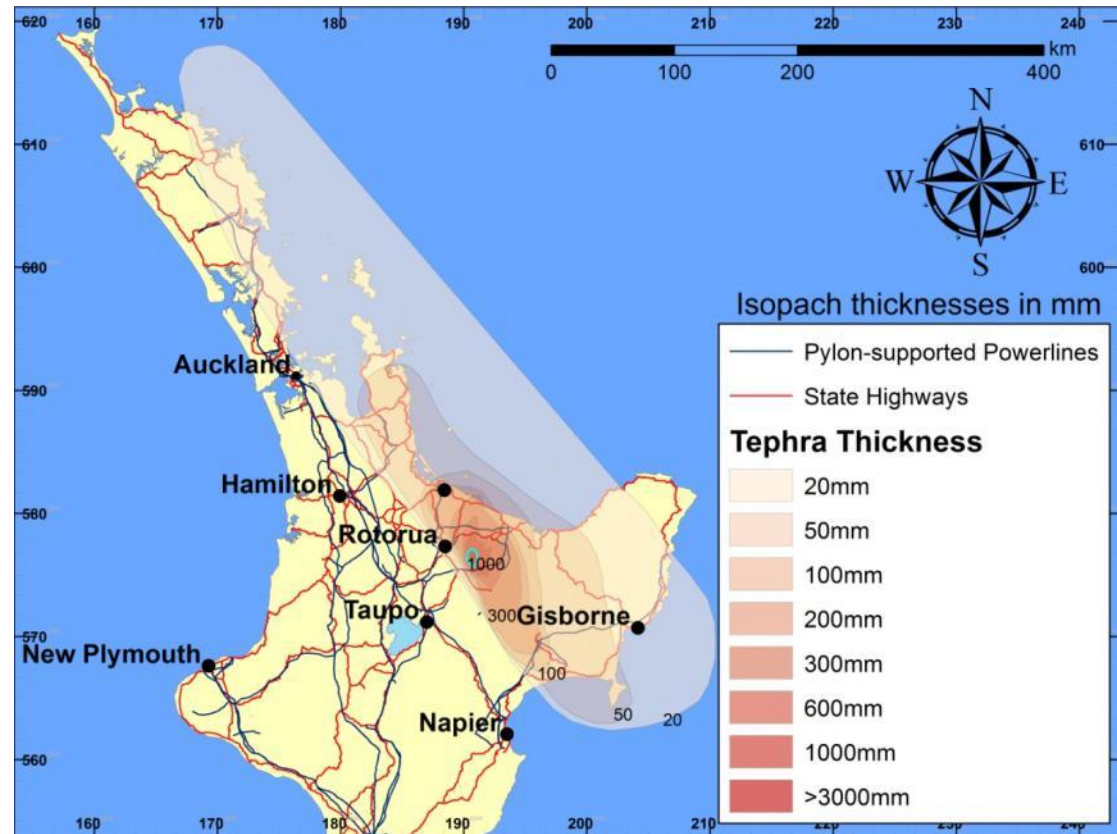 160 170 180 190 200 210 220 230 240
620
km
0 100 200 400
N
610 610
W E
S
600 600
Isopach thicknesses in mm
Pylon-supported Powerlines
State Highways
Tephra Thickness
20mm
50mm
100mm
200mm
300mm
600mm
1000mm
>3000mm
Auckland
590
Hamilton
580
Rotorua
1000
Taupo
300
Gisborne
570
New Plymouth
100
50
20
Napier
560
160 170 180 190 200 210 220 230 240